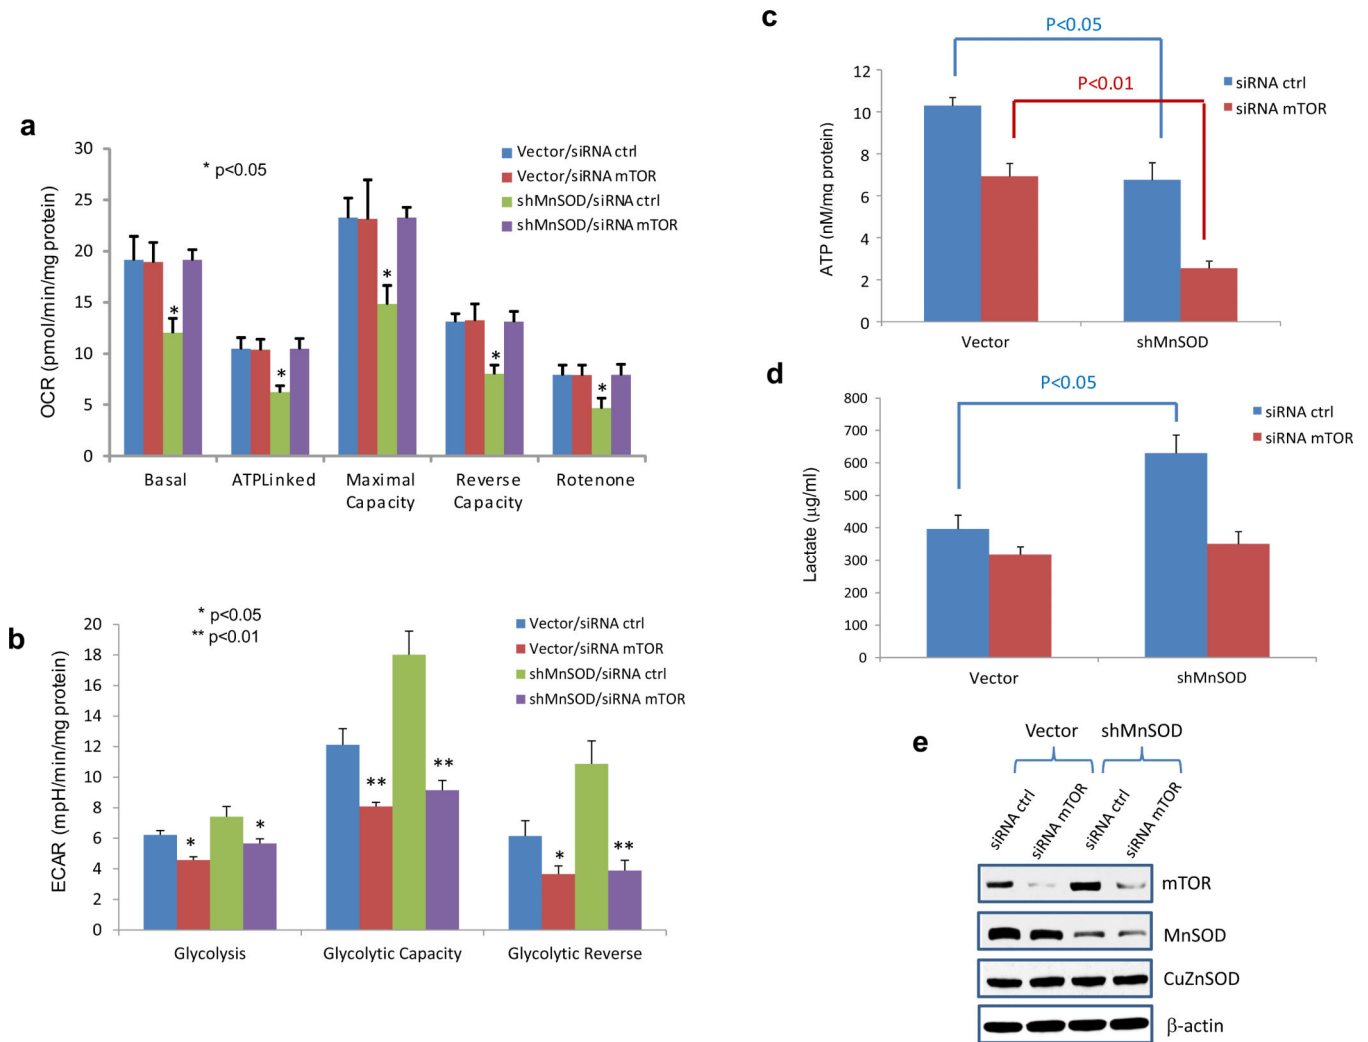 a
30
25
20
15
10
5
0
OCR (pmol/min/mg protein)
* p<0.05
Vector/siRNA ctrl
Vector/siRNA mTOR
shMnSOD/siRNA ctrl
shMnSOD/siRNA mTOR
*
*
*
*
*
Basal
ATPLinked
Maximal
Capacity
Reverse
Capacity
Rotenone
b
20
18
16
14
12
10
8
6
4
2
0
ECAR (mpH/min/mg protein)
* p<0.05
** p<0.01
Vector/siRNA ctrl
Vector/siRNA mTOR
shMnSOD/siRNA ctrl
shMnSOD/siRNA mTOR
*
*
**
**
*
**
Glycolysis
Glycolytic Capacity
Glycolytic Reverse
c
P<0.05
P<0.01
12
10
8
6
4
2
0
ATP (nM/mg protein)
siRNA ctrl
siRNA mTOR
Vector
shMnSOD
d
P<0.05
800
700
600
500
400
300
200
100
0
Lactate (µg/ml)
siRNA ctrl
siRNA mTOR
Vector
shMnSOD
e
Vector shMnSOD
siRNA ctrl
siRNA mTOR
siRNA ctrl
siRNA mTOR
mTOR
MnSOD
CuZnSOD
β-actin